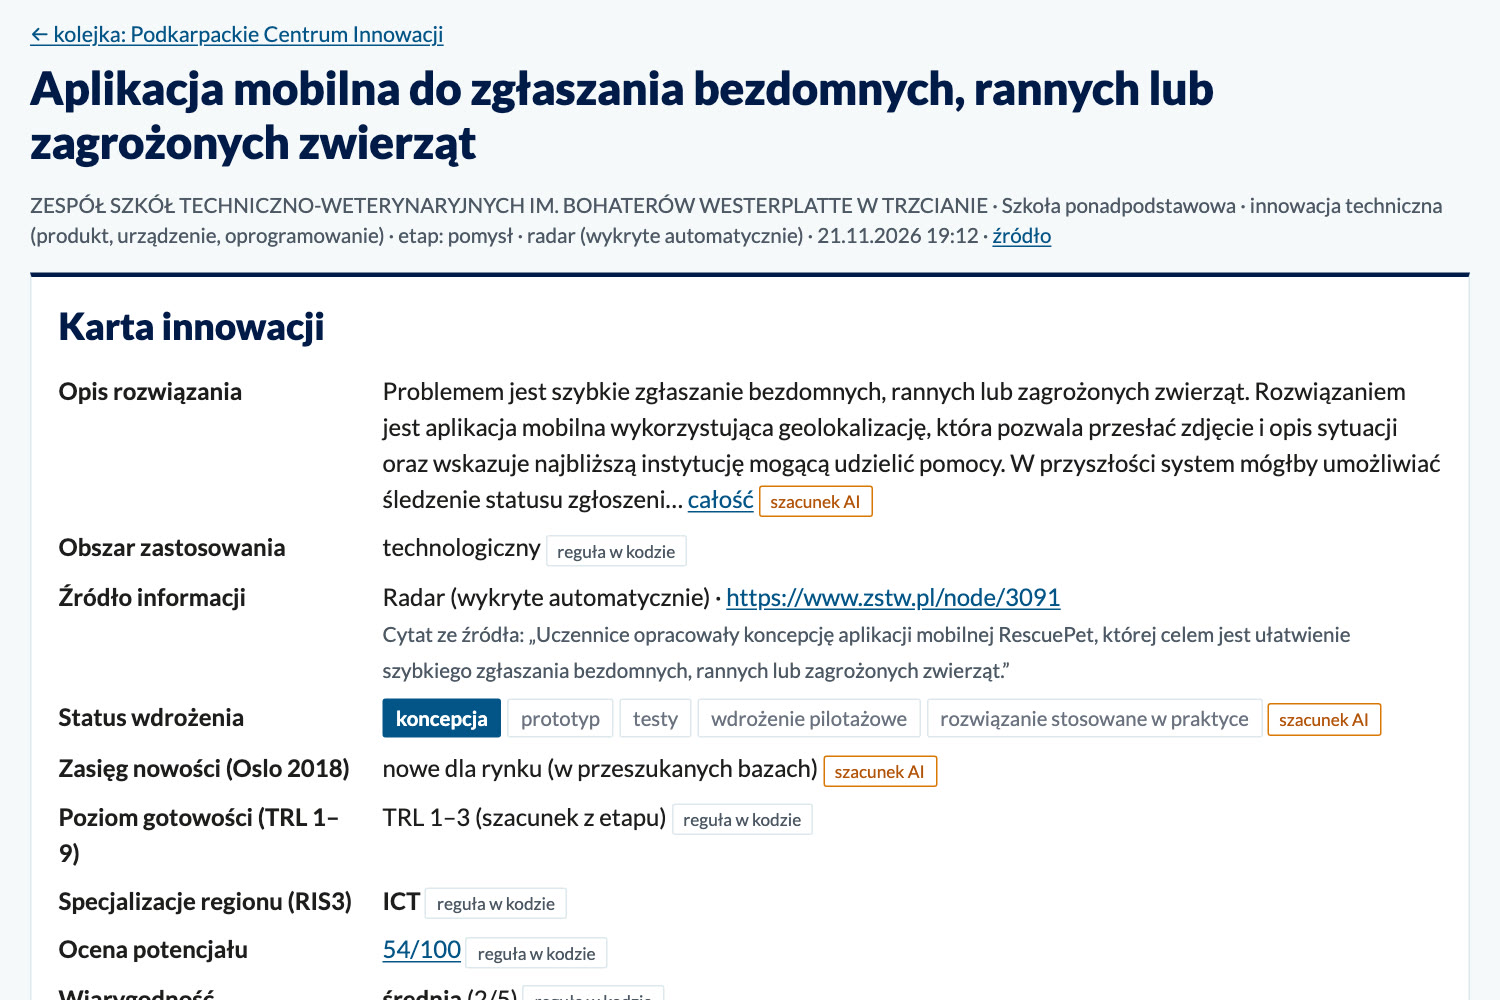 ← kolejka: Podkarpackie Centrum Innowacji
Aplikacja mobilna do zgłaszania bezdomnych, rannych lub
zagrożonych zwierząt
ZESPÓŁ SZKÓŁ TECHNICZNO-WETERYNARYJNYCH IM. BOHATERÓW WESTERPLATTE W TRZCIANIE · Szkoła ponadpodstawowa · innowacja techniczna
(produkt, urządzenie, oprogramowanie) · etap: pomysł · radar (wykryte automatycznie) · 21.11.2026 19:12 · źródło
Karta innowacji
Opis rozwiązania
Problemem jest szybkie zgłaszanie bezdomnych, rannych lub zagrożonych zwierząt. Rozwiązaniem
jest aplikacja mobilna wykorzystująca geolokalizację, która pozwala przesłać zdjęcie i opis sytuacji
oraz wskazuje najbliższą instytucję mogącą udzielić pomocy. W przyszłości system mógłby umożliwiać
śledzenie statusu zgłoszeni… całość szacunek AI
Obszar zastosowania technologiczny reguła w kodzie
Źródło informacji Radar (wykryte automatycznie) · https://www.zstw.pl/node/3091
Cytat ze źródła: „Uczennice opracowały koncepcję aplikacji mobilnej RescuePet, której celem jest ułatwienie
szybkiego zgłaszania bezdomnych, rannych lub zagrożonych zwierząt.”
Status wdrożenia koncepcja prototyp testy wdrożenie pilotażowe rozwiązanie stosowane w praktyce szacunek AI
Zasięg nowości (Oslo 2018) nowe dla rynku (w przeszukanych bazach) szacunek AI
Poziom gotowości (TRL 1–
9)
TRL 1–3 (szacunek z etapu) reguła w kodzie
Specjalizacje regionu (RIS3) ICT reguła w kodzie
Ocena potencjału 54/100 reguła w kodzie
Wiarygodność średnia (2/5) reguła w kodzie